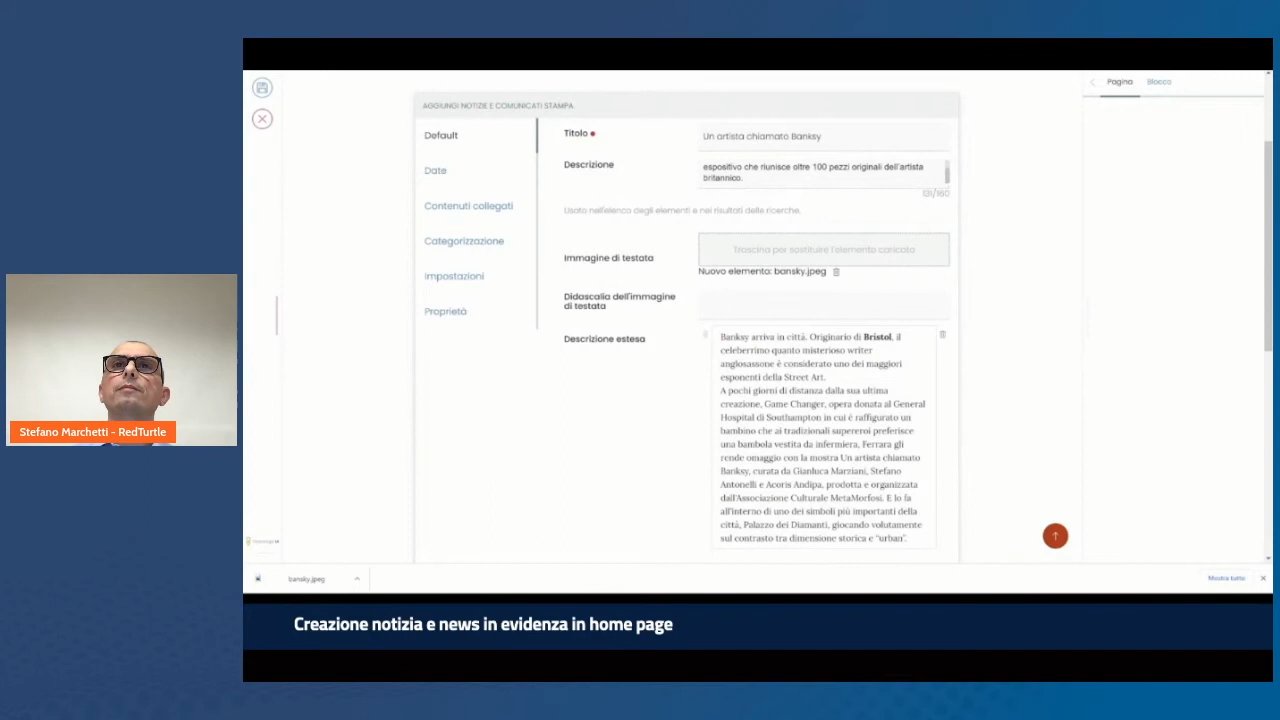 Pagina
Blocco
AGGIUNGI NOTIZIE E COMUNICATI STAMPA
Default
Date
Contenuti collegati
Categorizzazione
Impostazioni
Proprietà
Titolo
Un artista chiamato Banksy
Descrizione
espositivo che riunisce oltre 100 pezzi originali dell'artista
britannico.
131/160
Usato nell'elenco degli elementi e nei risultati delle ricerche.
Immagine di testata
Trascina per sostituire l'elemento caricato
Nuovo elemento: bansky.jpeg
Didascalia dell'immagine
di testata
Descrizione estesa
Banksy arriva in città. Originario di Bristol, il
celeberrimo quanto misterioso writer
anglosassone è considerato uno dei maggiori
esponenti della Street Art.
A pochi giorni di distanza dalla sua ultima
creazione, Game Changer, opera donata al General
Hospital di Southampton in cui è raffigurato un
bambino che ai tradizionali supereroi preferisce
una bambola vestita da infermiera, Ferrara gli
rende omaggio con la mostra Un artista chiamato
Banksy, curata da Gianluca Marziani, Stefano
Antonelli e Acoris Andipa, prodotta e organizzata
dall'Associazione Culturale MetaMorfosi. E lo fa
all'interno di uno dei simboli più importanti della
città, Palazzo dei Diamanti, giocando volutamente
sul contrasto tra dimensione storica e "urban".
Stefano Marchetti - RedTurtle
bansky.jpeg
Mostra tutto
Creazione notizia e news in evidenza in home page